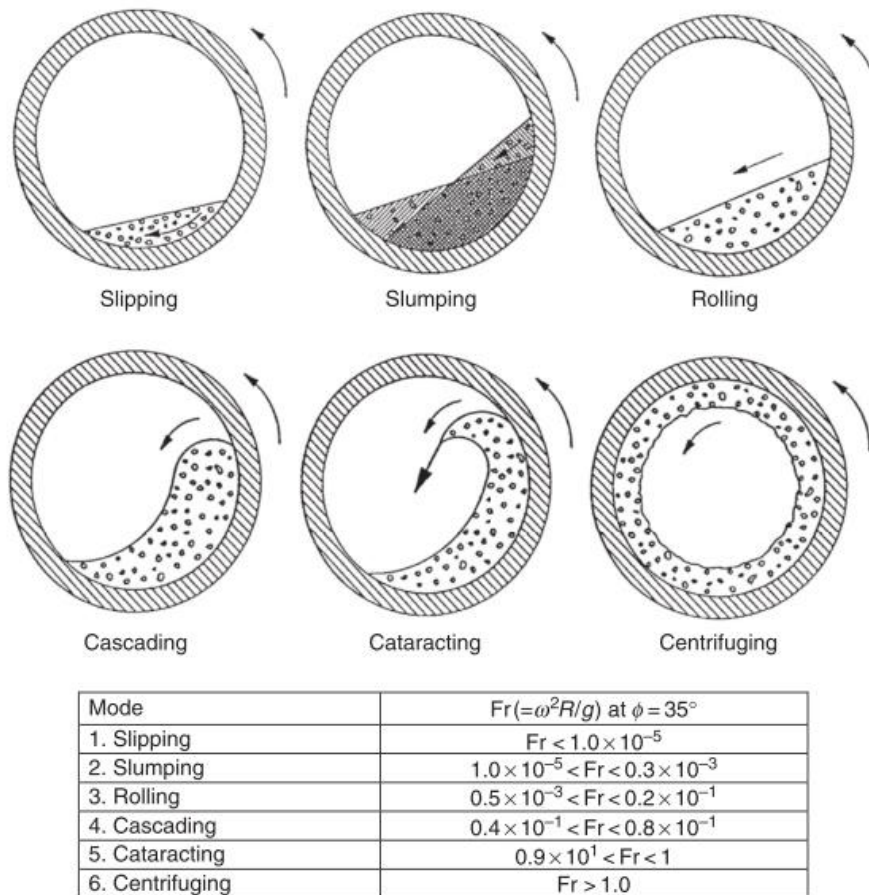 Slipping Slumping Rolling
Cascading Cataracting Centrifuging
Mode Fr(=ω²R/g) at ϕ=35°
1. Slipping Fr<1.0×10⁻⁵
2. Slumping 1.0×10⁻⁵<Fr<0.3×10⁻³
3. Rolling 0.5×10⁻³<Fr<0.2×10⁻¹
4. Cascading 0.4×10⁻¹<Fr<0.8×10⁻¹
5. Cataracting 0.9×10¹<Fr<1
6. Centrifuging Fr>1.0